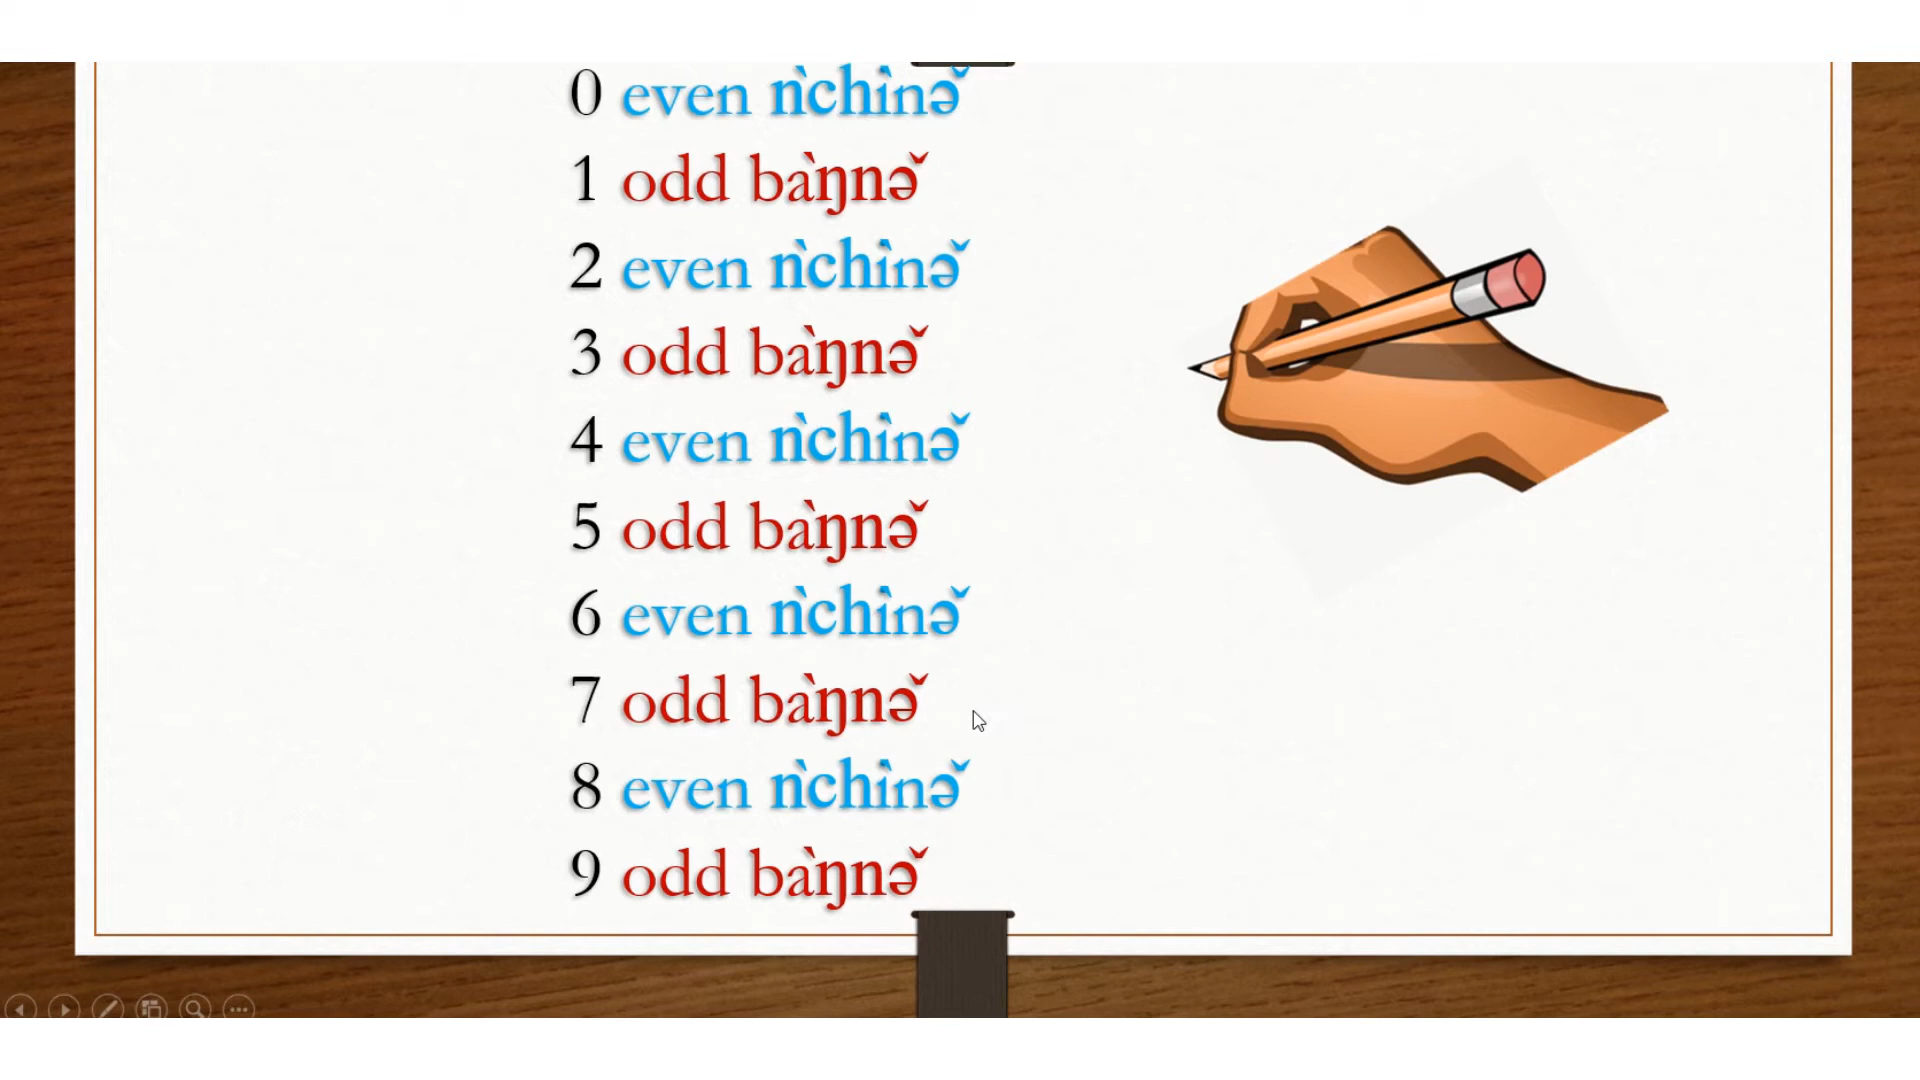 0 even ǹchìnə̌
1 odd bàŋnə̌
2 even ǹchìnə̌
3 odd bàŋnə̌
4 even ǹchìnə̌
5 odd bàŋnə̌
6 even ǹchìnə̌
7 odd bàŋnə̌
8 even ǹchìnə̌
9 odd bàŋnə̌